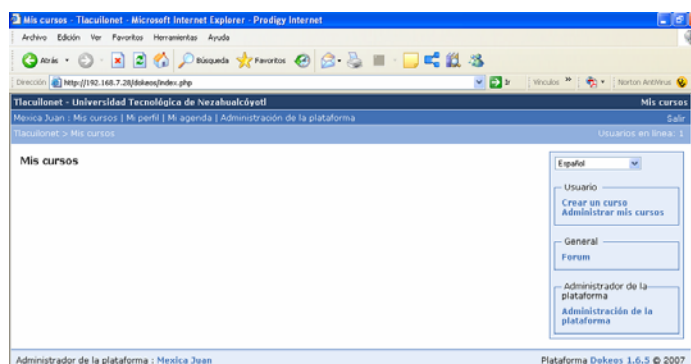 Mis cursos - Tlacuilonet - Microsoft Internet Explorer - Prodigy Internet
Archivo Edición Ver Favoritos Herramientas Ayuda
Atrás Búsqueda Favoritos
Dirección http://192.168.7.28/dokeos/index.php Ir Vínculos » Norton AntiVirus
Tlacuilonet - Universidad Tecnológica de Nezahualcóyotl Mis cursos
Mexica Juan : Mis cursos | Mi perfil | Mi agenda | Administración de la plataforma Salir
Tlacuilonet > Mis cursos Usuarios en línea: 1
Mis cursos
Español
Usuario
Crear un curso
Administrar mis cursos
General
Forum
Administrador de la
plataforma
Administración de la
plataforma
Administrador de la plataforma : Mexica Juan Plataforma Dokeos 1.6.5 © 2007